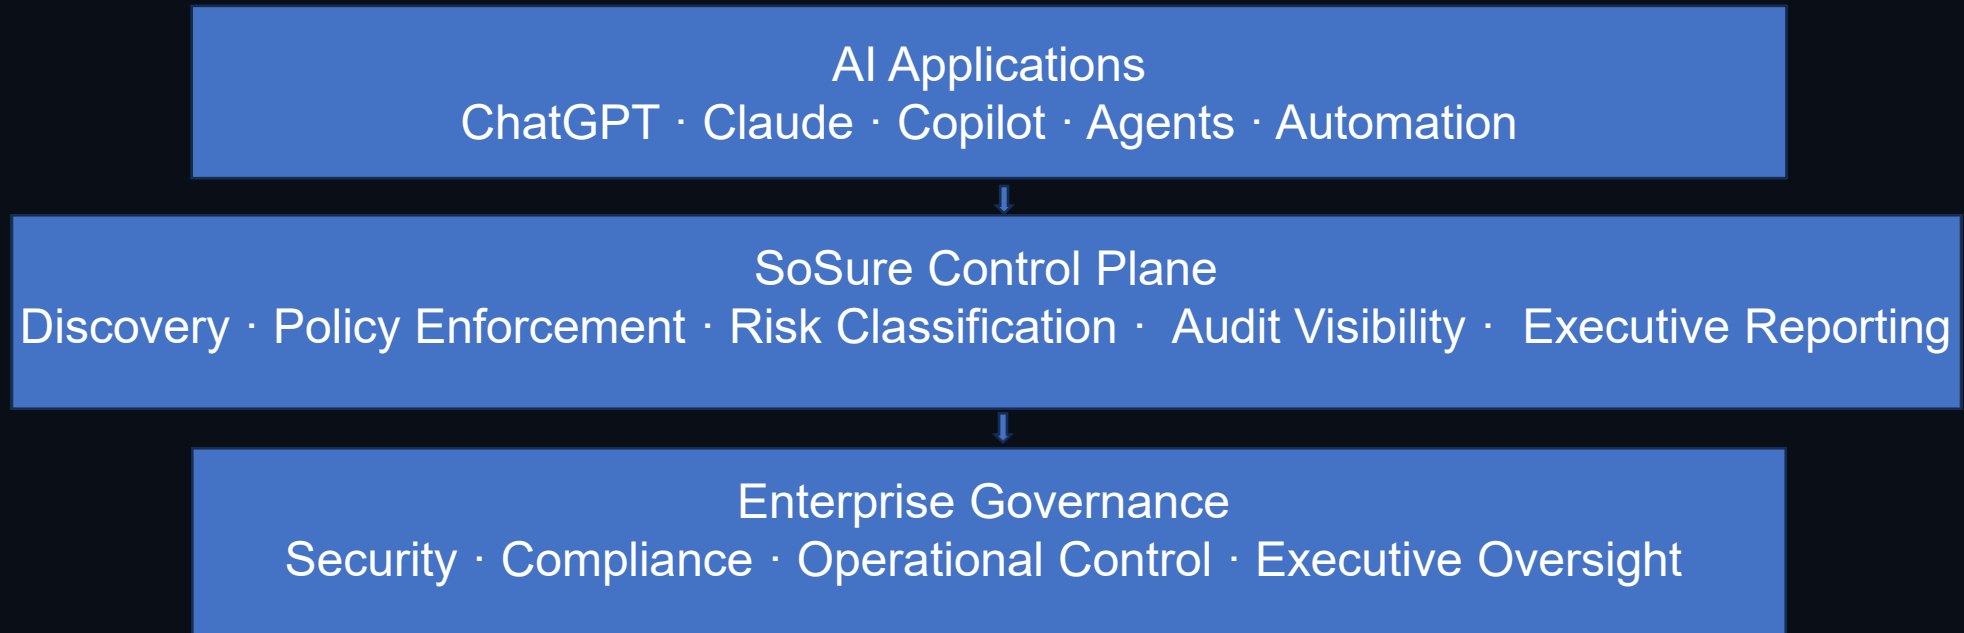 AI Applications
ChatGPT · Claude · Copilot · Agents · Automation
SoSure Control Plane
Discovery · Policy Enforcement · Risk Classification · Audit Visibility · Executive Reporting
Enterprise Governance
Security · Compliance · Operational Control · Executive Oversight